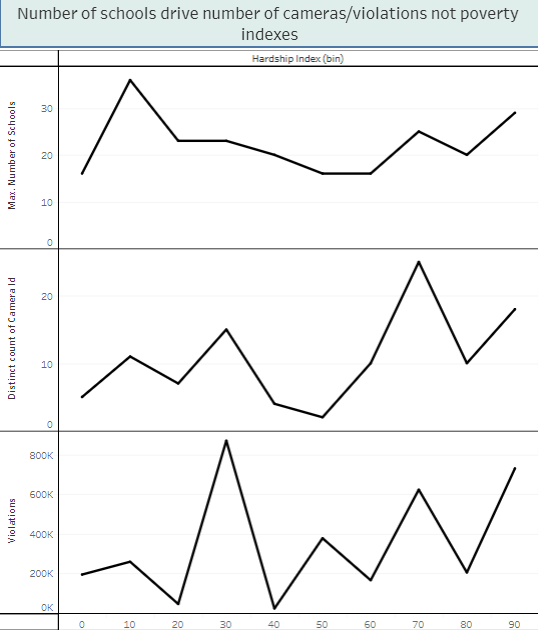 Number of schools drive number of cameras/violations not poverty
indexes
Hardship Index (bin)
Max. Number of Schools
30
20
10
0
Distinct count of Camera Id
20
10
0
Violations
800K
600K
400K
200K
0K
0 10 20 30 40 50 60 70 80 90